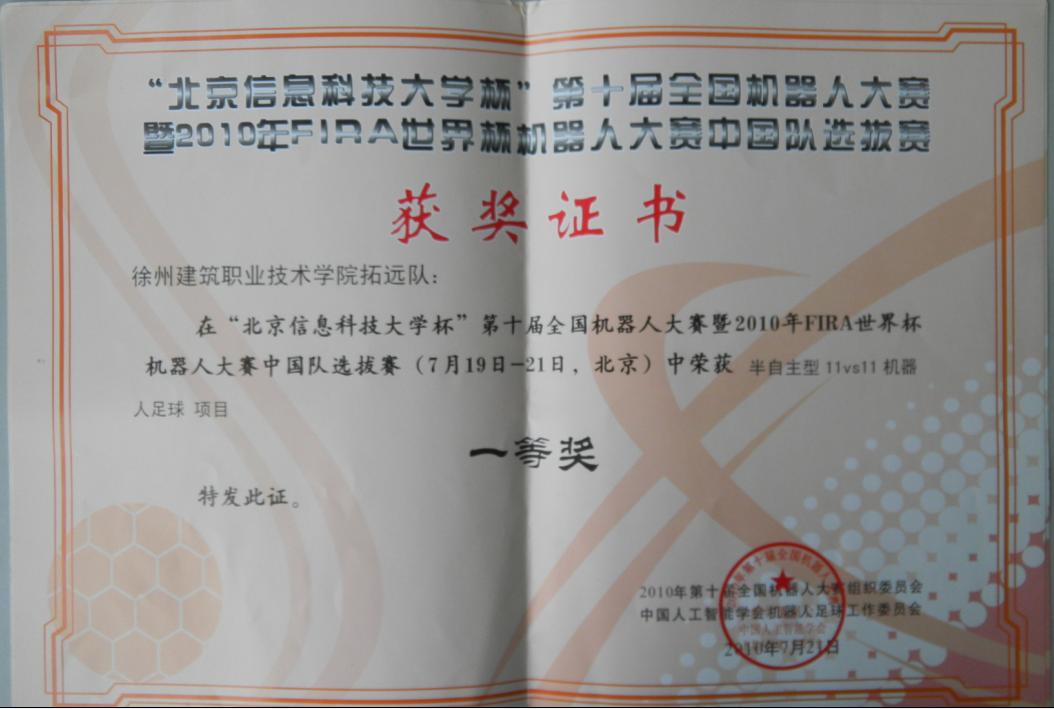 “北京信息科技大学杯”第十届全国机器人大赛
暨2010年FIRA世界杯机器人大赛中国队选拔赛
获奖证书
徐州建筑职业技术学院拓远队：
在“北京信息科技大学杯”第十届全国机器人大赛暨2010年FIRA世界杯
机器人大赛中国队选拔赛（7月19日-21日，北京）中荣获 半自主型 11vs11 机器
人足球 项目
一等奖
特发此证。
2010年第十届全国机器人大赛组织委员会
中国人工智能学会机器人足球工作委员会
2010年7月21日